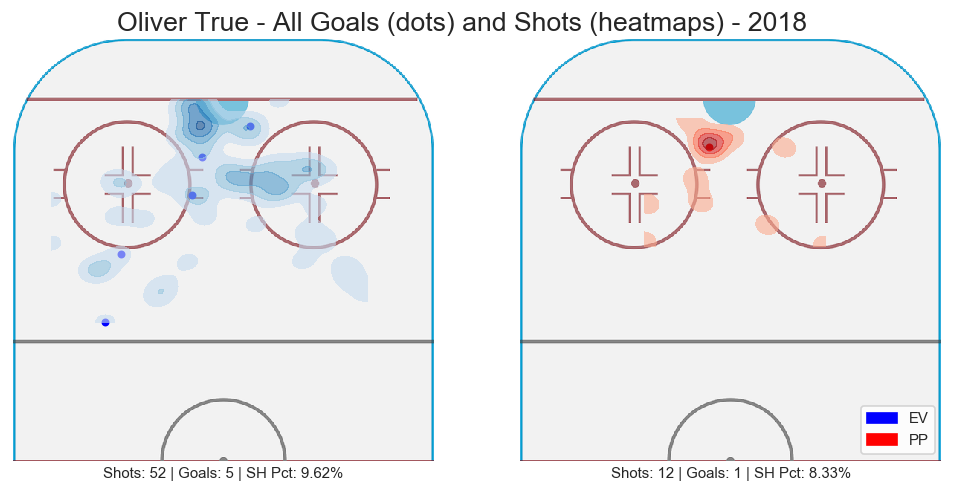 Oliver True - All Goals (dots) and Shots (heatmaps) - 2018
EV
PP
Shots: 52 | Goals: 5 | SH Pct: 9.62%
Shots: 12 | Goals: 1 | SH Pct: 8.33%